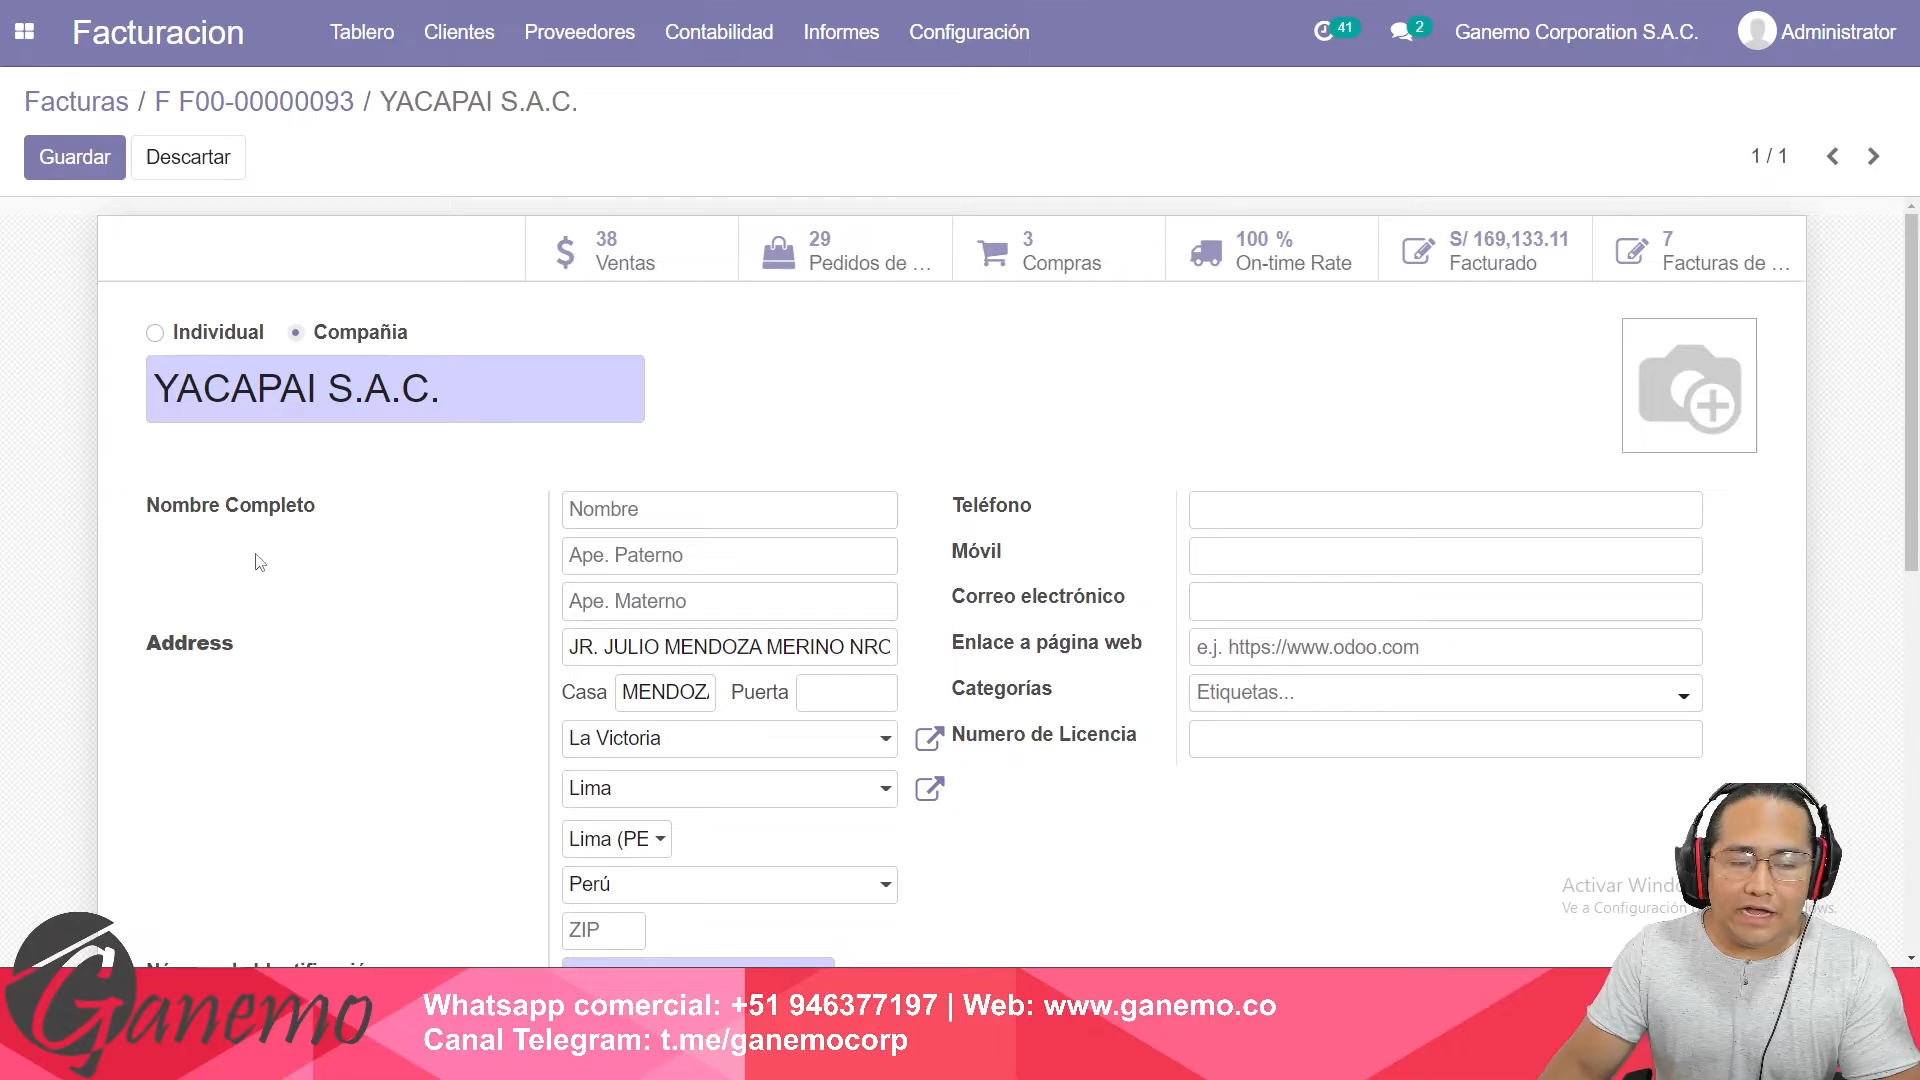 Facturacion
Tablero Clientes Proveedores Contabilidad Informes Configuración
41 2 Ganemo Corporation S.A.C. Administrator
Facturas / F F00-00000093 / YACAPAI S.A.C.
Guardar Descartar 1 / 1
38 Ventas
29 Pedidos de ...
3 Compras
100 % On-time Rate
S/ 169,133.11 Facturado
7 Facturas de ...
Individual Compañia
YACAPAI S.A.C.
Nombre Completo Nombre
Ape. Paterno
Ape. Materno
Address JR. JULIO MENDOZA MERINO NRO
Casa MENDOZA Puerta
La Victoria
Lima
Lima (PE
Perú
ZIP
Teléfono
Móvil
Correo electrónico
Enlace a página web e.j. https://www.odoo.com
Categorías Etiquetas...
Numero de Licencia
Activar Windo
Ve a Configuración ows.
Ganemo
Whatsapp comercial: +51 946377197 | Web: www.ganemo.co
Canal Telegram: t.me/ganemocorp